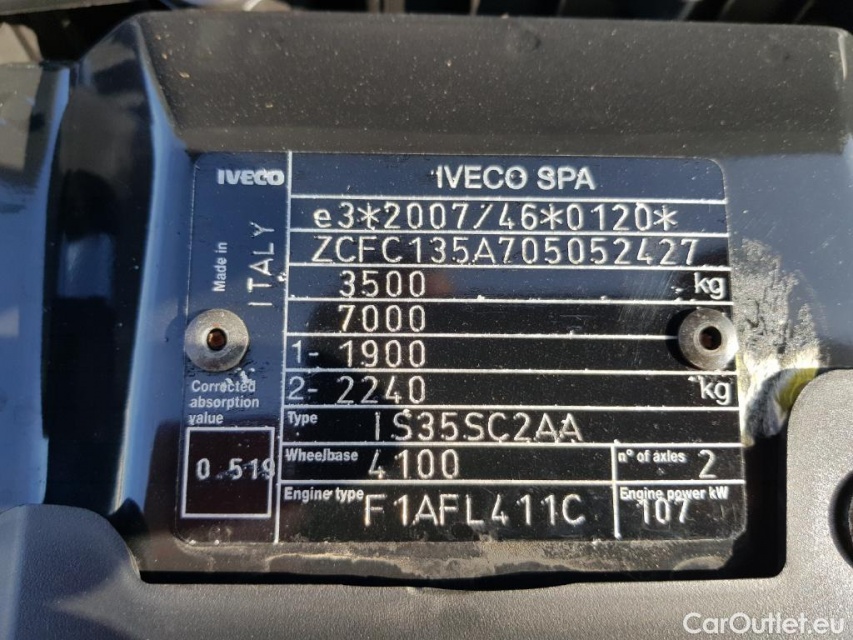 IVECO
IVECO SPA
Made in
ITALY
e3*2007/46*0120*
ZCFC135A705052427
3500 kg
7000
1- 1900
2- 2240 kg
Corrected
absorption
value
0.519
Type IS35SC2AA
Wheelbase 4100
n° of axles 2
Engine type F1AFL411C
Engine power kW 107
CarOutlet.eu